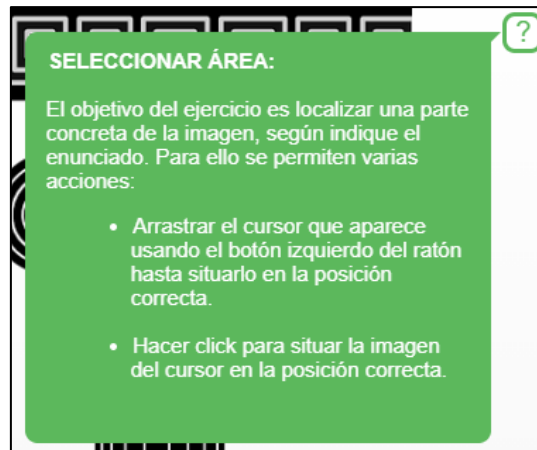 ?
SELECCIONAR ÁREA:
El objetivo del ejercicio es localizar una parte
concreta de la imagen, según indique el
enunciado. Para ello se permiten varias
acciones:
• Arrastrar el cursor que aparece
usando el botón izquierdo del ratón
hasta situarlo en la posición
correcta.
• Hacer click para situar la imagen
del cursor en la posición correcta.